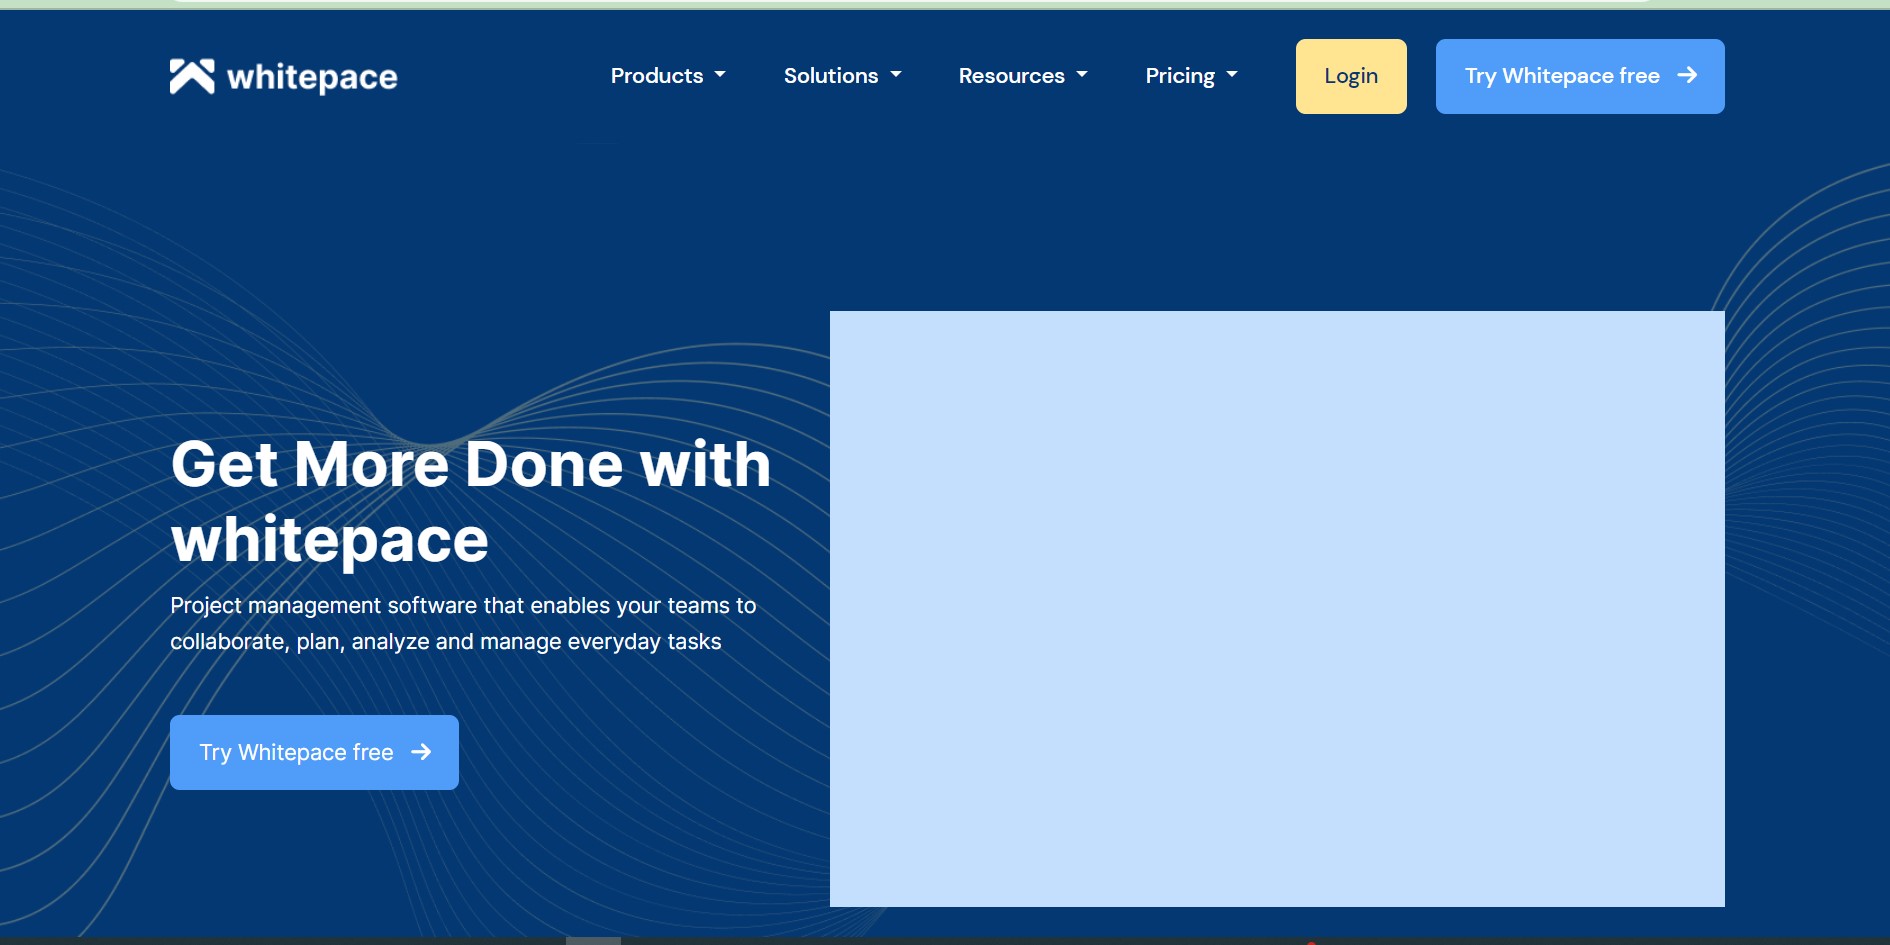 whitepace
Products
Solutions
Resources
Pricing
Login
Try Whitepace free
Get More Done with
whitepace
Project management software that enables your teams to
collaborate, plan, analyze and manage everyday tasks
Try Whitepace free